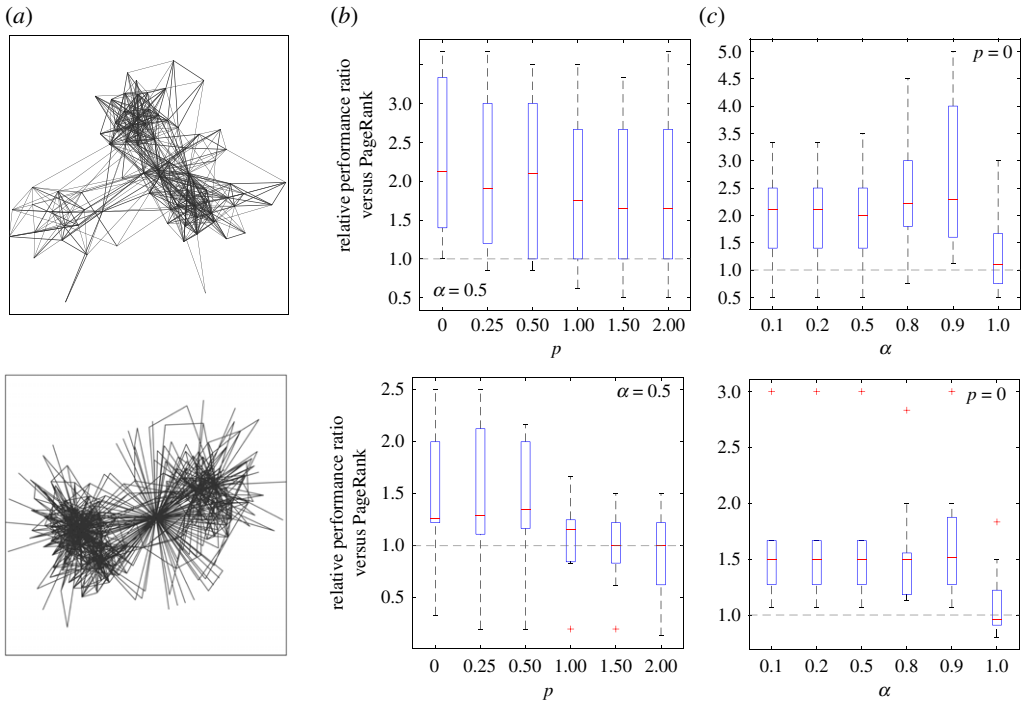 (a)
(b)
(c)
relative performance ratio
versus PageRank
3.0
2.5
2.0
1.5
1.0
0.5
α = 0.5
0 0.25 0.50 1.00 1.50 2.00
p
5.0
4.5
4.0
3.5
3.0
2.5
2.0
1.5
1.0
0.5
p = 0
0.1 0.2 0.5 0.8 0.9 1.0
α
relative performance ratio
versus PageRank
2.5
2.0
1.5
1.0
0.5
α = 0.5
0 0.25 0.50 1.00 1.50 2.00
p
3.0
2.0
1.5
1.0
p = 0
0.1 0.2 0.5 0.8 0.9 1.0
α